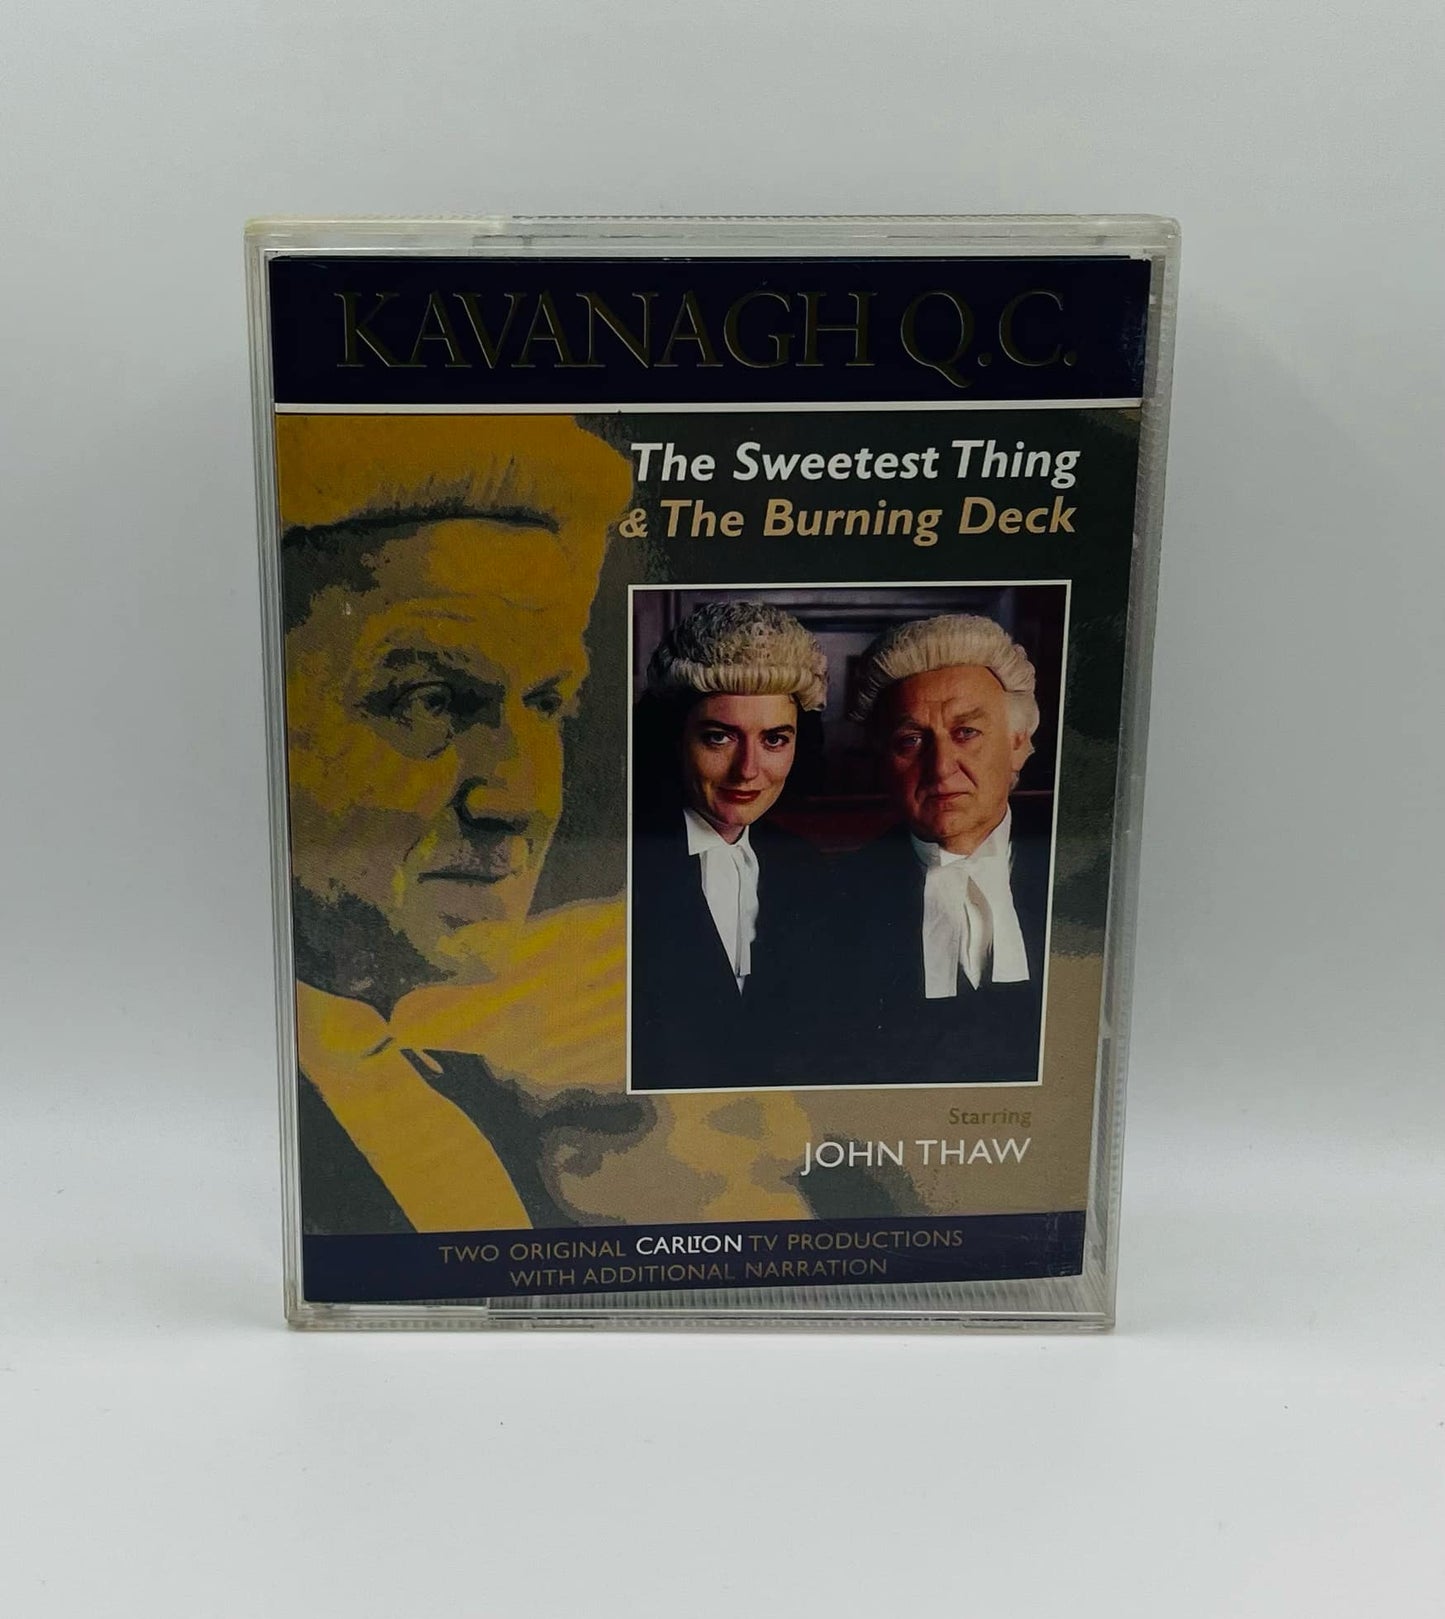 KAVANAGH Q.C.
The Sweetest Thing
& The Burning Deck
Starring
JOHN THAW
TWO ORIGINAL CARLTON TV PRODUCTIONS
WITH ADDITIONAL NARRATION